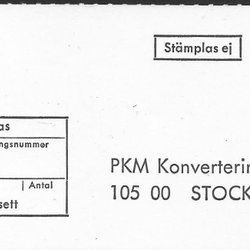 Stämplas ej
as
ngsnummer
Antal
sett
PKM Konverterin
105 00 STOCK